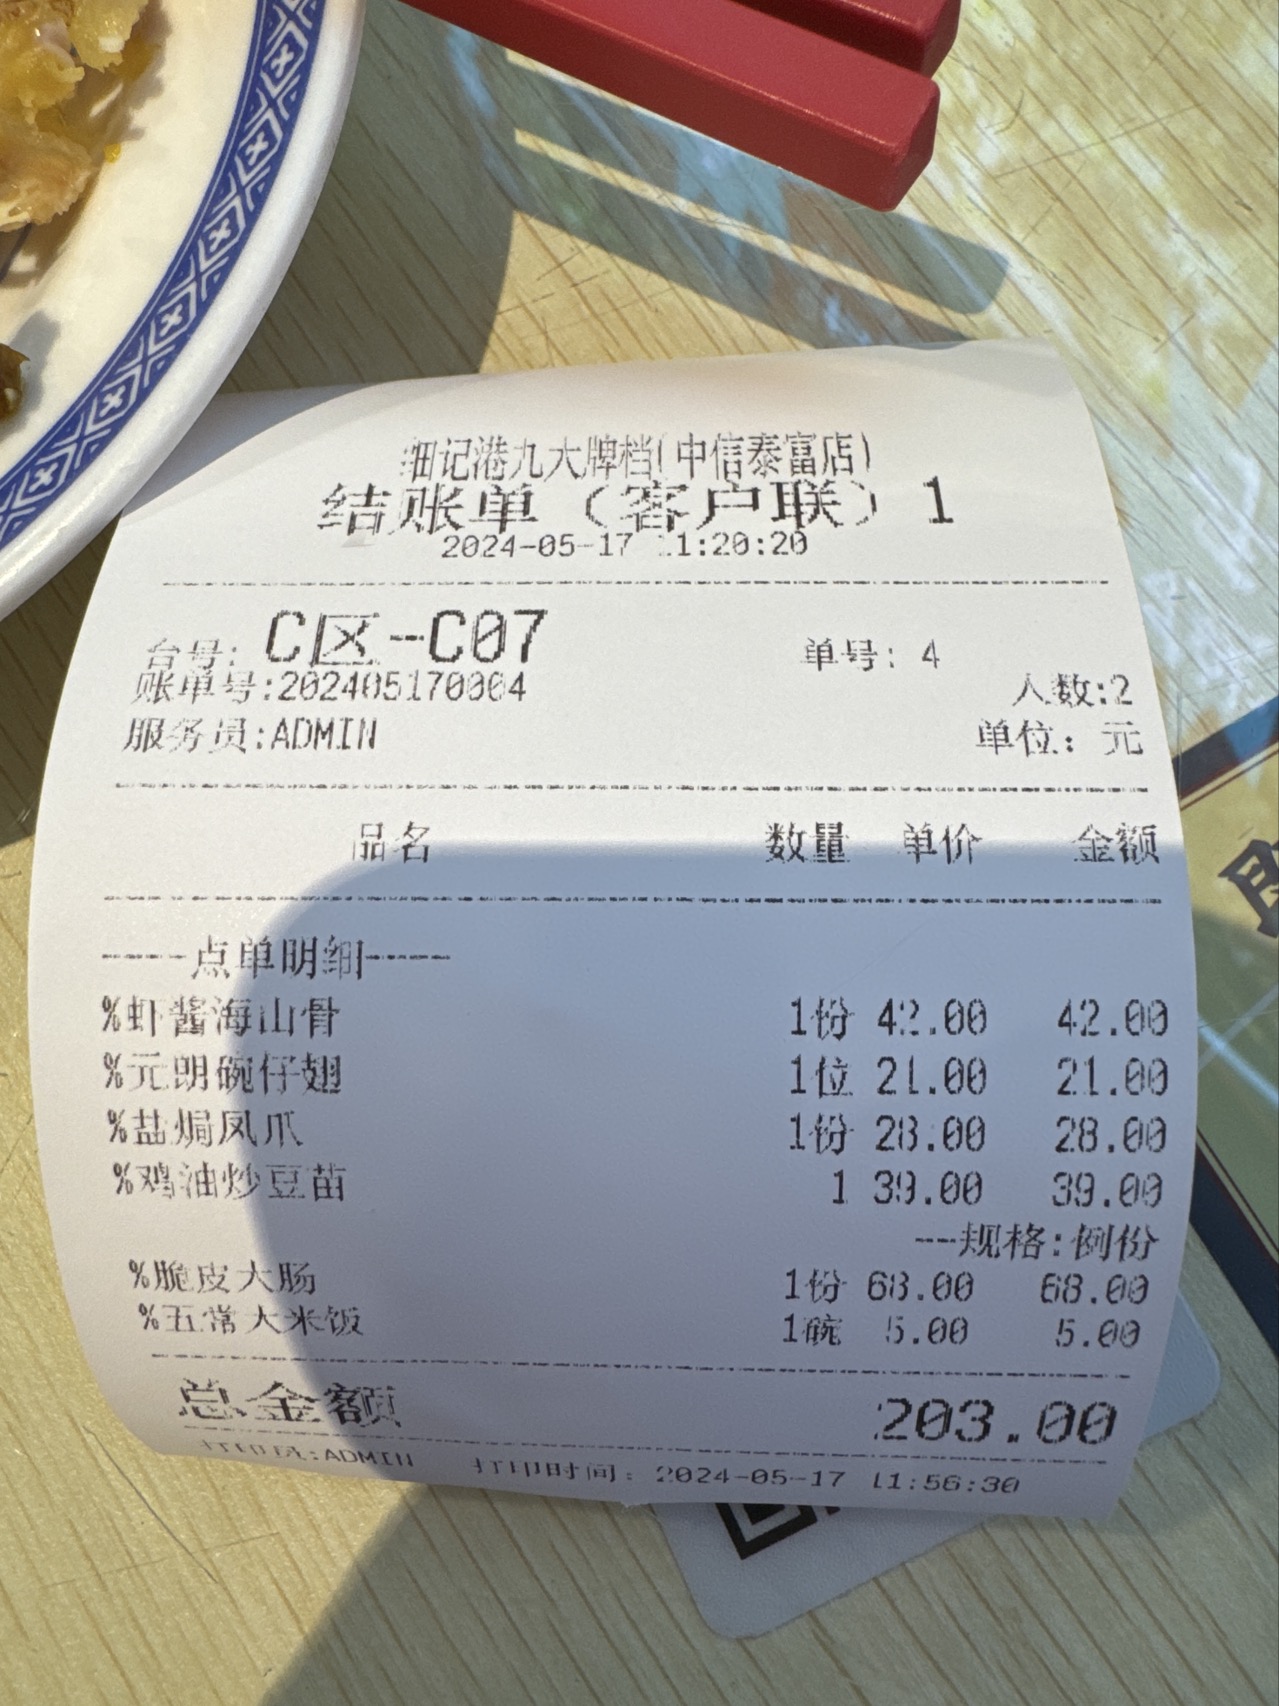 细记港九大牌档(中信泰富店)
结账单（客户联）1
2024-05-17 11:20:20
台号: C区-C07 单号: 4
账单号:202405170004 人数:2
服务员:ADMIN 单位: 元
品名 数量 单价 金额
----点单明细----
%虾酱海山骨 1份 42.00 42.00
%元朗碗仔翅 1位 21.00 21.00
%盐焗凤爪 1份 28.00 28.00
%鸡油炒豆苗 1 39.00 39.00
--规格:例份
%脆皮大肠 1份 68.00 68.00
%五常大米饭 1碗 5.00 5.00
总金额 203.00
打印员:ADMIN 打印时间: 2024-05-17 11:56:30